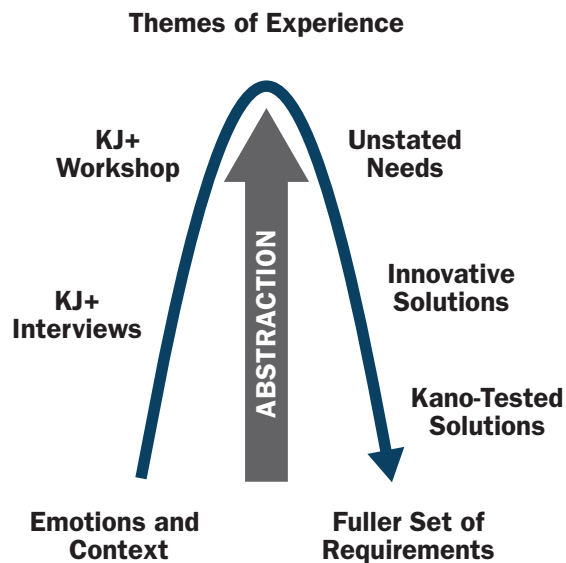 Themes of Experience
KJ+
Workshop
Unstated
Needs
ABSTRACTION
KJ+
Interviews
Innovative
Solutions
Kano-Tested
Solutions
Emotions and
Context
Fuller Set of
Requirements